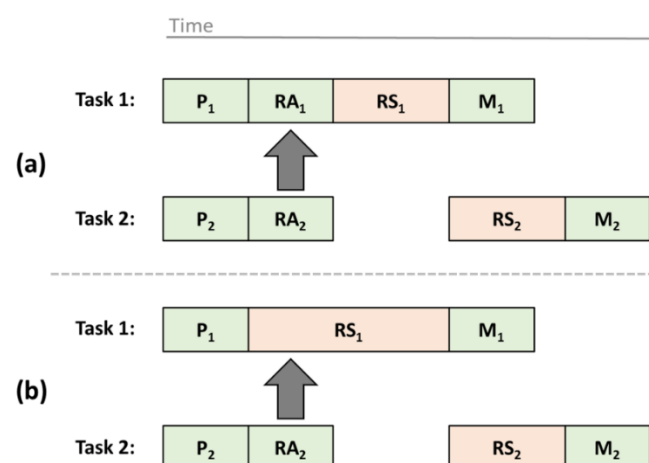 Time
Task 1: P₁ RA₁ RS₁ M₁
(a)
Task 2: P₂ RA₂ RS₂ M₂
Task 1: P₁ RS₁ M₁
(b)
Task 2: P₂ RA₂ RS₂ M₂